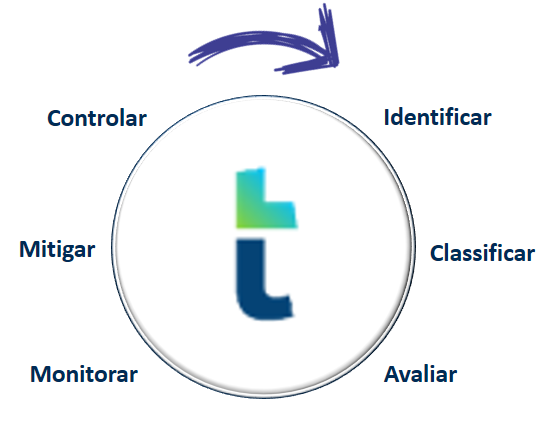 Controlar
Identificar
Mitigar
Classificar
Monitorar
Avaliar